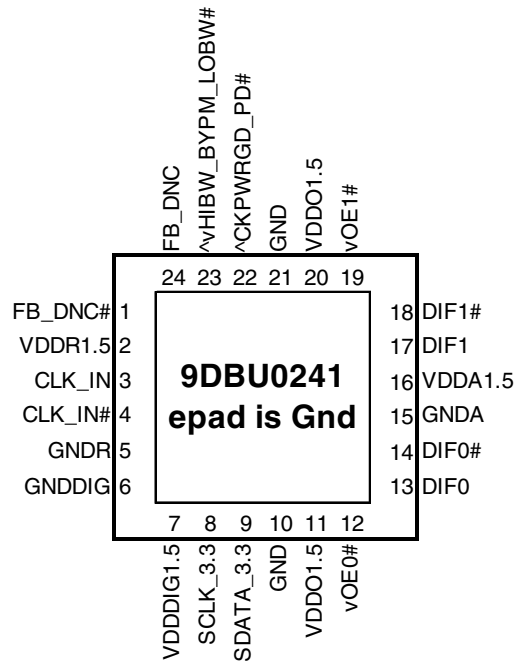 FB_DNC
^vHIBW_BYPM_LOBW#
^CKPWRGD_PD#
GND
VDDO1.5
vOE1#
24 23 22 21 20 19
FB_DNC# 1
VDDR1.5 2
CLK_IN 3
CLK_IN# 4
GNDR 5
GNDDIG 6
9DBU0241
epad is Gnd
18 DIF1#
17 DIF1
16 VDDA1.5
15 GNDA
14 DIF0#
13 DIF0
7 8 9 10 11 12
VDDDIG1.5
SCLK_3.3
SDATA_3.3
GND
VDDO1.5
vOE0#